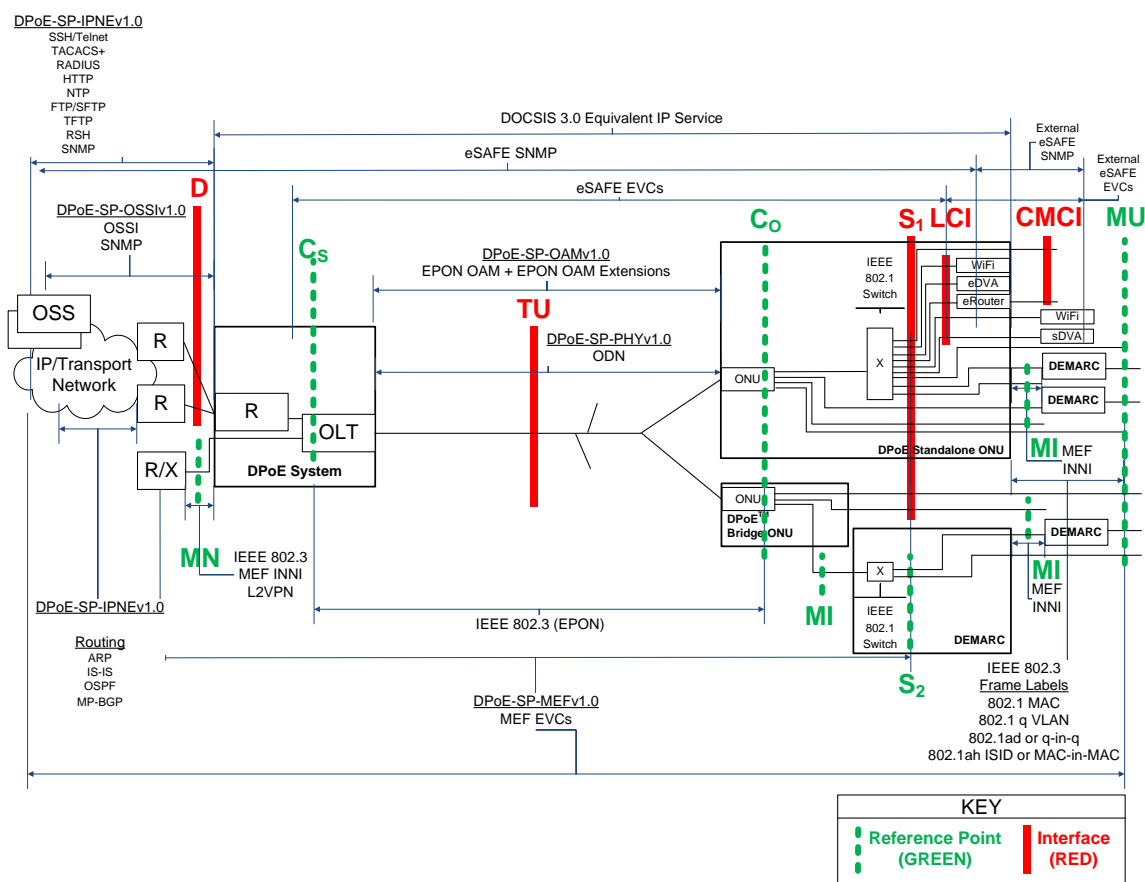 DPoE-SP-IPNEv1.0
SSH/Telnet
TACACS+
RADIUS
HTTP
NTP
FTP/SFTP
TFTP
RSH
SNMP
DOCSIS 3.0 Equivalent IP Service
External
eSAFE
SNMP
eSAFE SNMP
External
eSAFE
EVCs
D
eSAFE EVCs
DPoE-SP-OSSIv1.0
OSSI
SNMP
CS
CO
S1
LCI
CMCI
MU
DPoE-SP-OAMv1.0
EPON OAM + EPON OAM Extensions
IEEE
802.1
Switch
WiFi
eDVA
eRouter
WiFi
sDVA
OSS
TU
DPoE-SP-PHYv1.0
ODN
IP/Transport
Network
R
R
R
OLT
DPoE System
X
ONU
DEMARC
DEMARC
DPoE Standalone ONU
MI
MEF
INNI
R/X
MN
IEEE 802.3
MEF INNI
L2VPN
ONU
DPoE™
Bridge ONU
DEMARC
MI
MEF
INNI
MI
X
IEEE
802.1
Switch
DEMARC
DPoE-SP-IPNEv1.0
IEEE 802.3 (EPON)
Routing
ARP
IS-IS
OSPF
MP-BGP
S2
DPoE-SP-MEFv1.0
MEF EVCs
IEEE 802.3
Frame Labels
802.1 MAC
802.1 q VLAN
802.1ad or q-in-q
802.1ah ISID or MAC-in-MAC
KEY
Reference Point
(GREEN)
Interface
(RED)